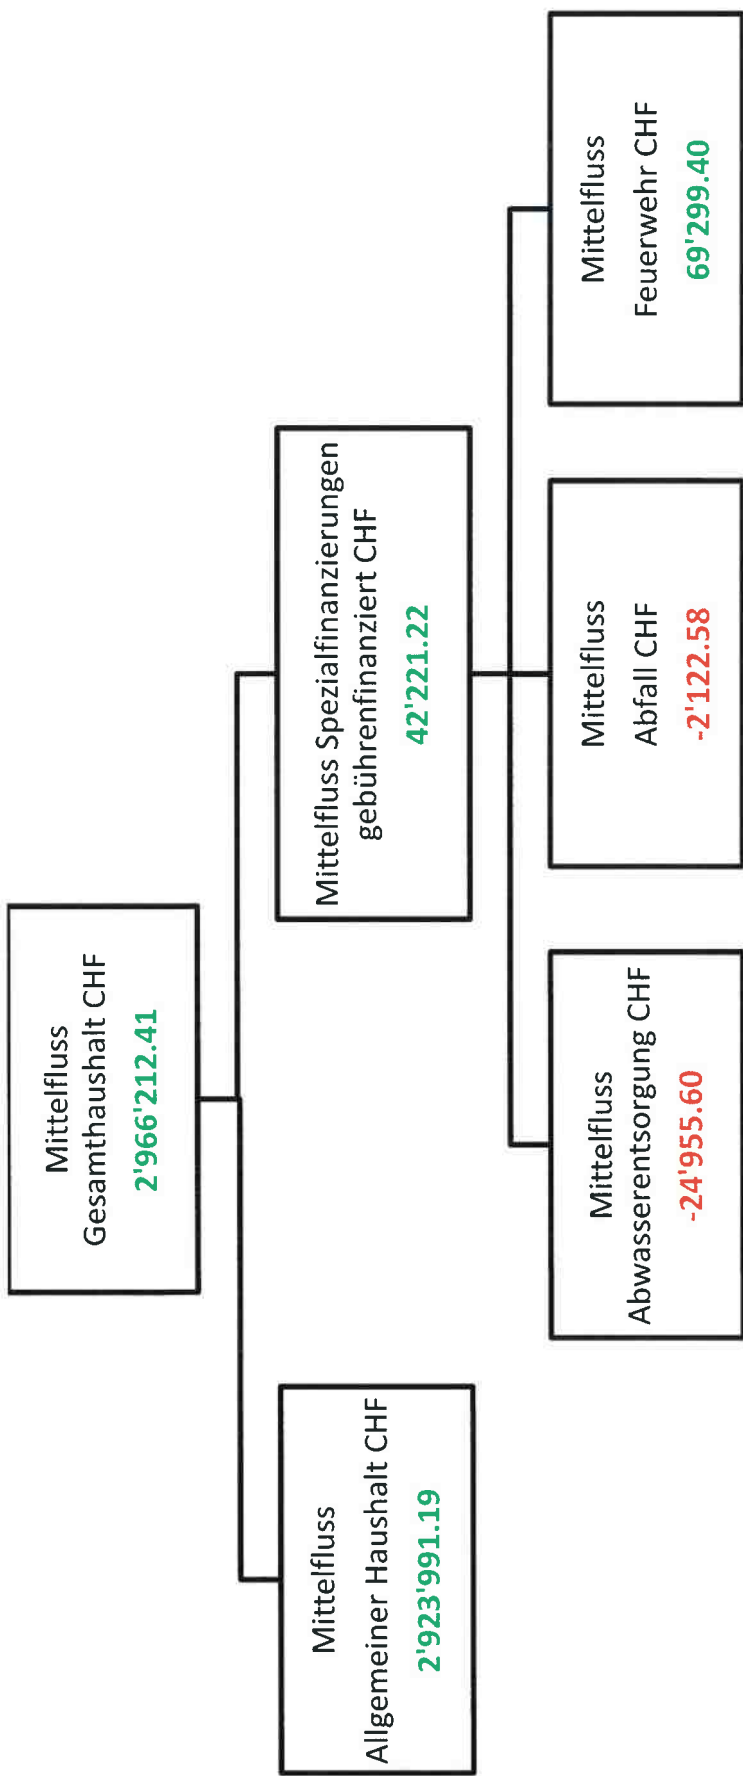 Mittelfluss
Gesamthaushalt CHF
2'966'212.41
Mittelfluss
Allgemeiner Haushalt CHF
2'923'991.19
Mittelfluss Spezialfinanzierungen
gebührenfinanziert CHF
42'221.22
Mittelfluss
Abwasserentsorgung CHF
-24'955.60
Mittelfluss
Abfall CHF
-2'122.58
Mittelfluss
Feuerwehr CHF
69'299.40